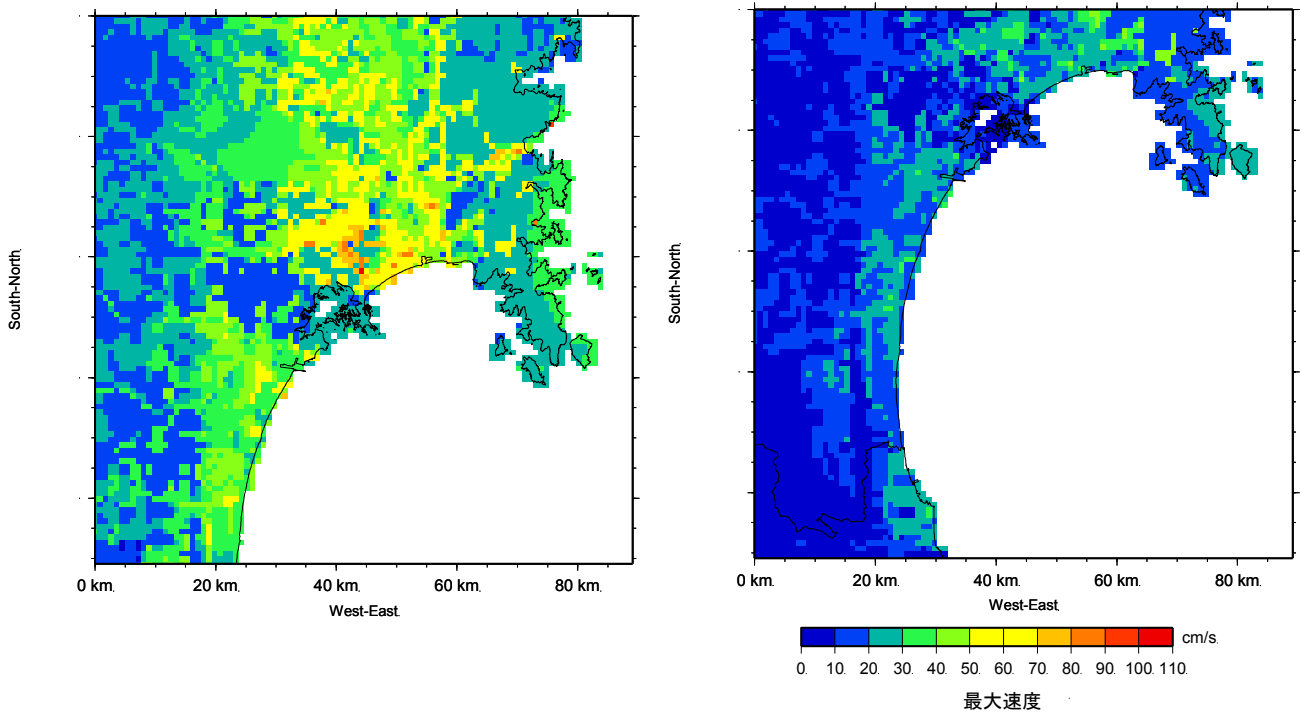 South-North
0 km. 20 km. 40 km. 60 km. 80 km.
West-East.
South-North
0 km. 20 km. 40 km. 60 km. 80 km.
West-East.
cm/s.
0. 10. 20. 30. 40. 50. 60. 70. 80. 90. 100. 110.
最大速度